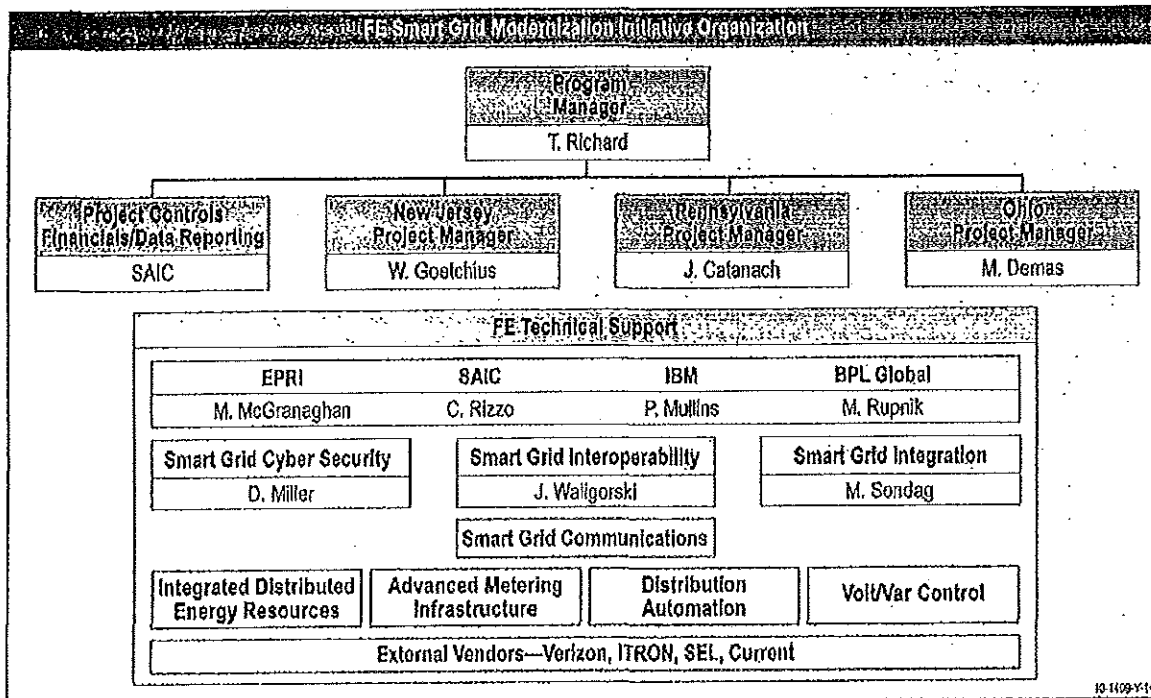 FE Smart Grid Modernization Initiative Organization
Program
Manager
T. Richard
Project Controls
Financials/Data Reporting
SAIC
New Jersey
Project Manager
W. Goelchius
Pennsylvania
Project Manager
J. Catanach
Ohio
Project Manager
M. Demas
FE Technical Support
EPRI SAIC IBM BPL Global
M. McGranaghan C. Rizzo P. Mullins M. Rupnik
Smart Grid Cyber Security
D. Miller
Smart Grid Interoperability
J. Waligorski
Smart Grid Integration
M. Sondag
Smart Grid Communications
Integrated Distributed
Energy Resources
Advanced Metering
Infrastructure
Distribution
Automation
Volt/Var Control
External Vendors—Verizon, ITRON, SEL, Current